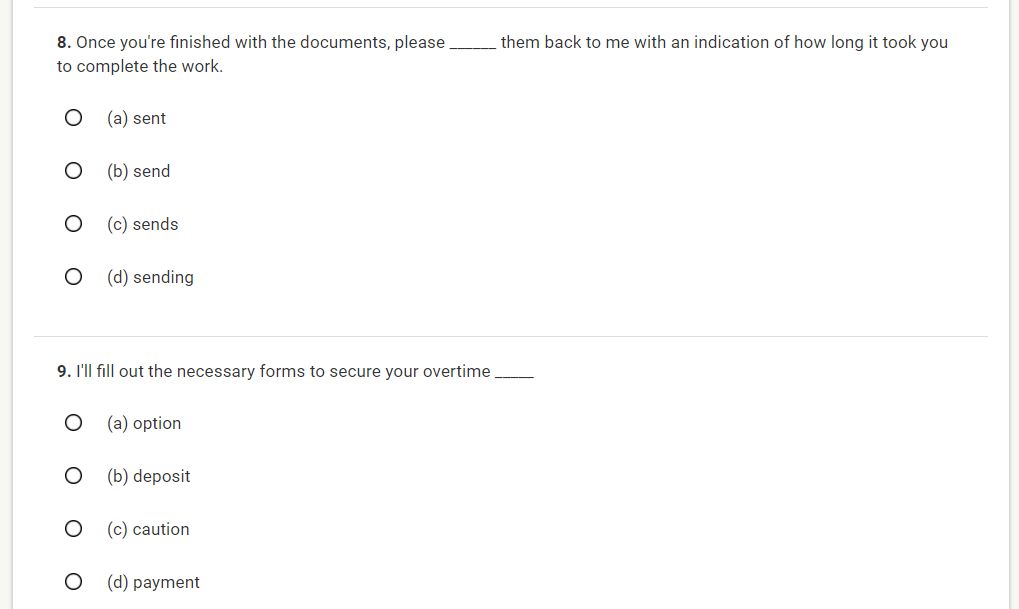 8. Once you're finished with the documents, please ______ them back to me with an indication of how long it took you
to complete the work.
(a) sent
(b) send
(c) sends
(d) sending
9. I'll fill out the necessary forms to secure your overtime _____
(a) option
(b) deposit
(c) caution
(d) payment